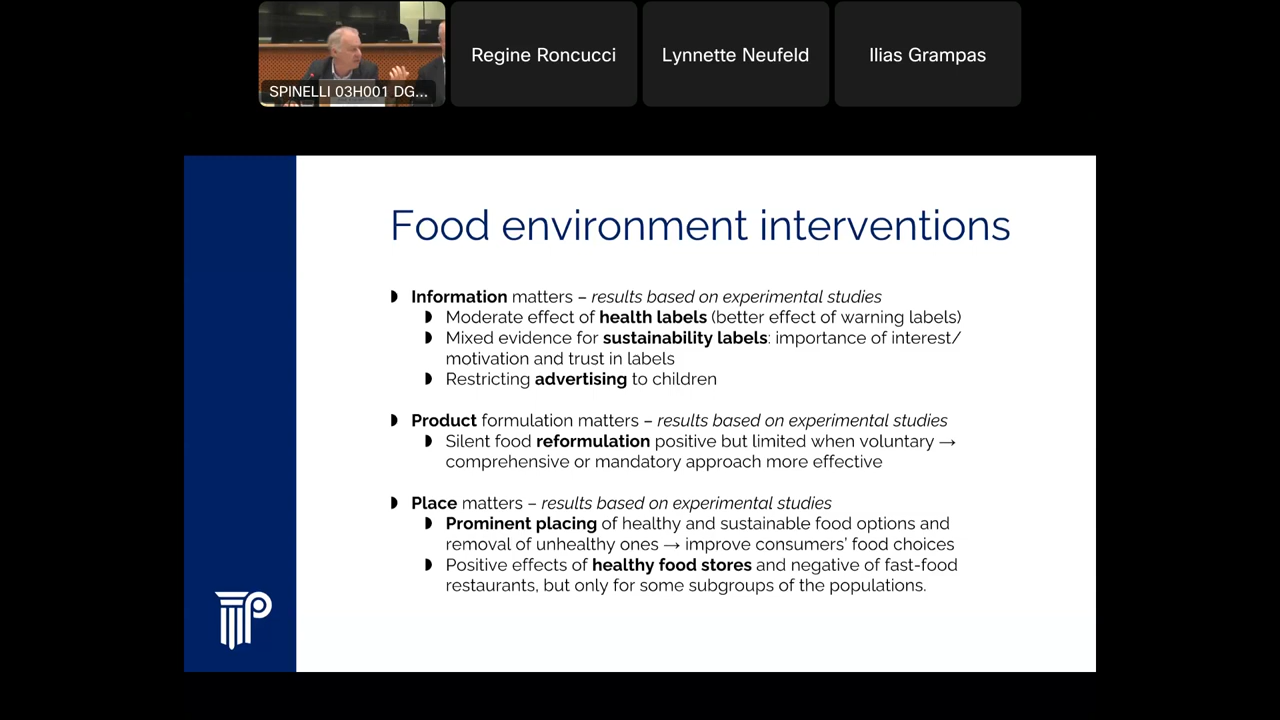 SPINELLI 03H001 DG...
Regine Roncucci
Lynnette Neufeld
Ilias Grampas
Food environment interventions
Information matters – results based on experimental studies
Moderate effect of health labels (better effect of warning labels)
Mixed evidence for sustainability labels: importance of interest/
motivation and trust in labels
Restricting advertising to children
Product formulation matters – results based on experimental studies
Silent food reformulation positive but limited when voluntary →
comprehensive or mandatory approach more effective
Place matters – results based on experimental studies
Prominent placing of healthy and sustainable food options and
removal of unhealthy ones → improve consumers’ food choices
Positive effects of healthy food stores and negative of fast-food
restaurants, but only for some subgroups of the populations.